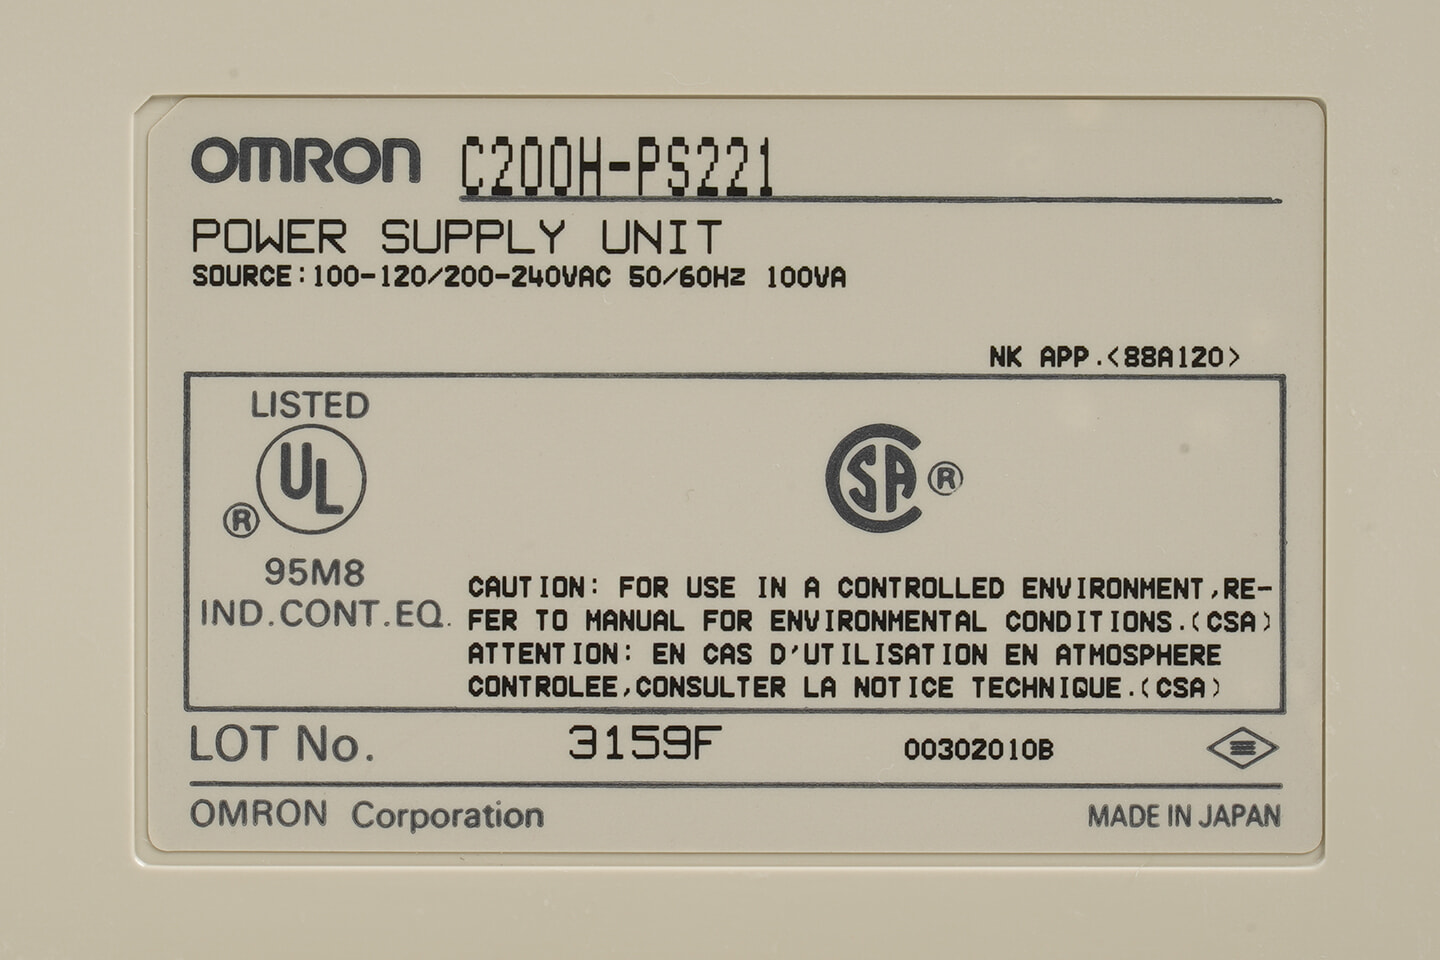 OMRON C200H-PS221
POWER SUPPLY UNIT
SOURCE:100-120/200-240VAC 50/60Hz 100VA
NK APP.<88A120>
LISTED
UL
®
95M8
IND.CONT.EQ.
CSA ®
CAUTION: FOR USE IN A CONTROLLED ENVIRONMENT,RE-
FER TO MANUAL FOR ENVIRONMENTAL CONDITIONS.(CSA)
ATTENTION: EN CAS D'UTILISATION EN ATMOSPHERE
CONTROLEE,CONSULTER LA NOTICE TECHNIQUE.(CSA)
LOT No. 3159F 00302010B
OMRON Corporation MADE IN JAPAN